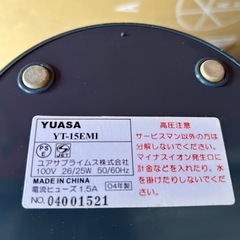 YUASA
YT-15EM1
PS
E
JET
ユアサプライムス株式会社
100V 26/25W 50/60Hz
MADE IN CHINA
電流ヒューズ1.5A
04年製
NO. 04001521
高圧注意
サービスマン以外の方は
分解しないでください。
マイナスイオン発生口に
針金などを入れたり、水
を掛けたりしないでくだ
さい。